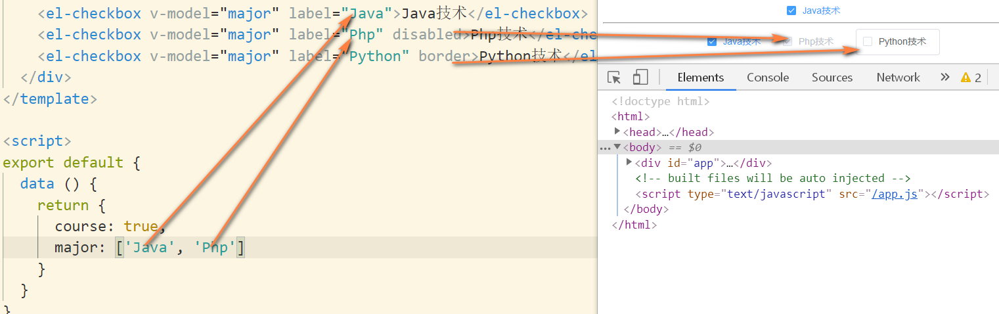 <el-checkbox v-model="major" label="Java">Java技术</el-checkbox>
<el-checkbox v-model="major" label="Php" disabled>Php技术</el-che
<el-checkbox v-model="major" label="Python" border>Python技术</el
</div>
</template>
<script>
export default {
data () {
return {
course: true,
major: ['Java', 'Php']
}
}
}
Java技术
Java技术 Php技术 Python技术
Elements Console Sources Network » 2
<!doctype html>
<html>
<head>…</head>
… <body> == $0
<div id="app">…</div>
<!-- built files will be auto injected -->
<script type="text/javascript" src="/app.js"></script>
</body>
</html>